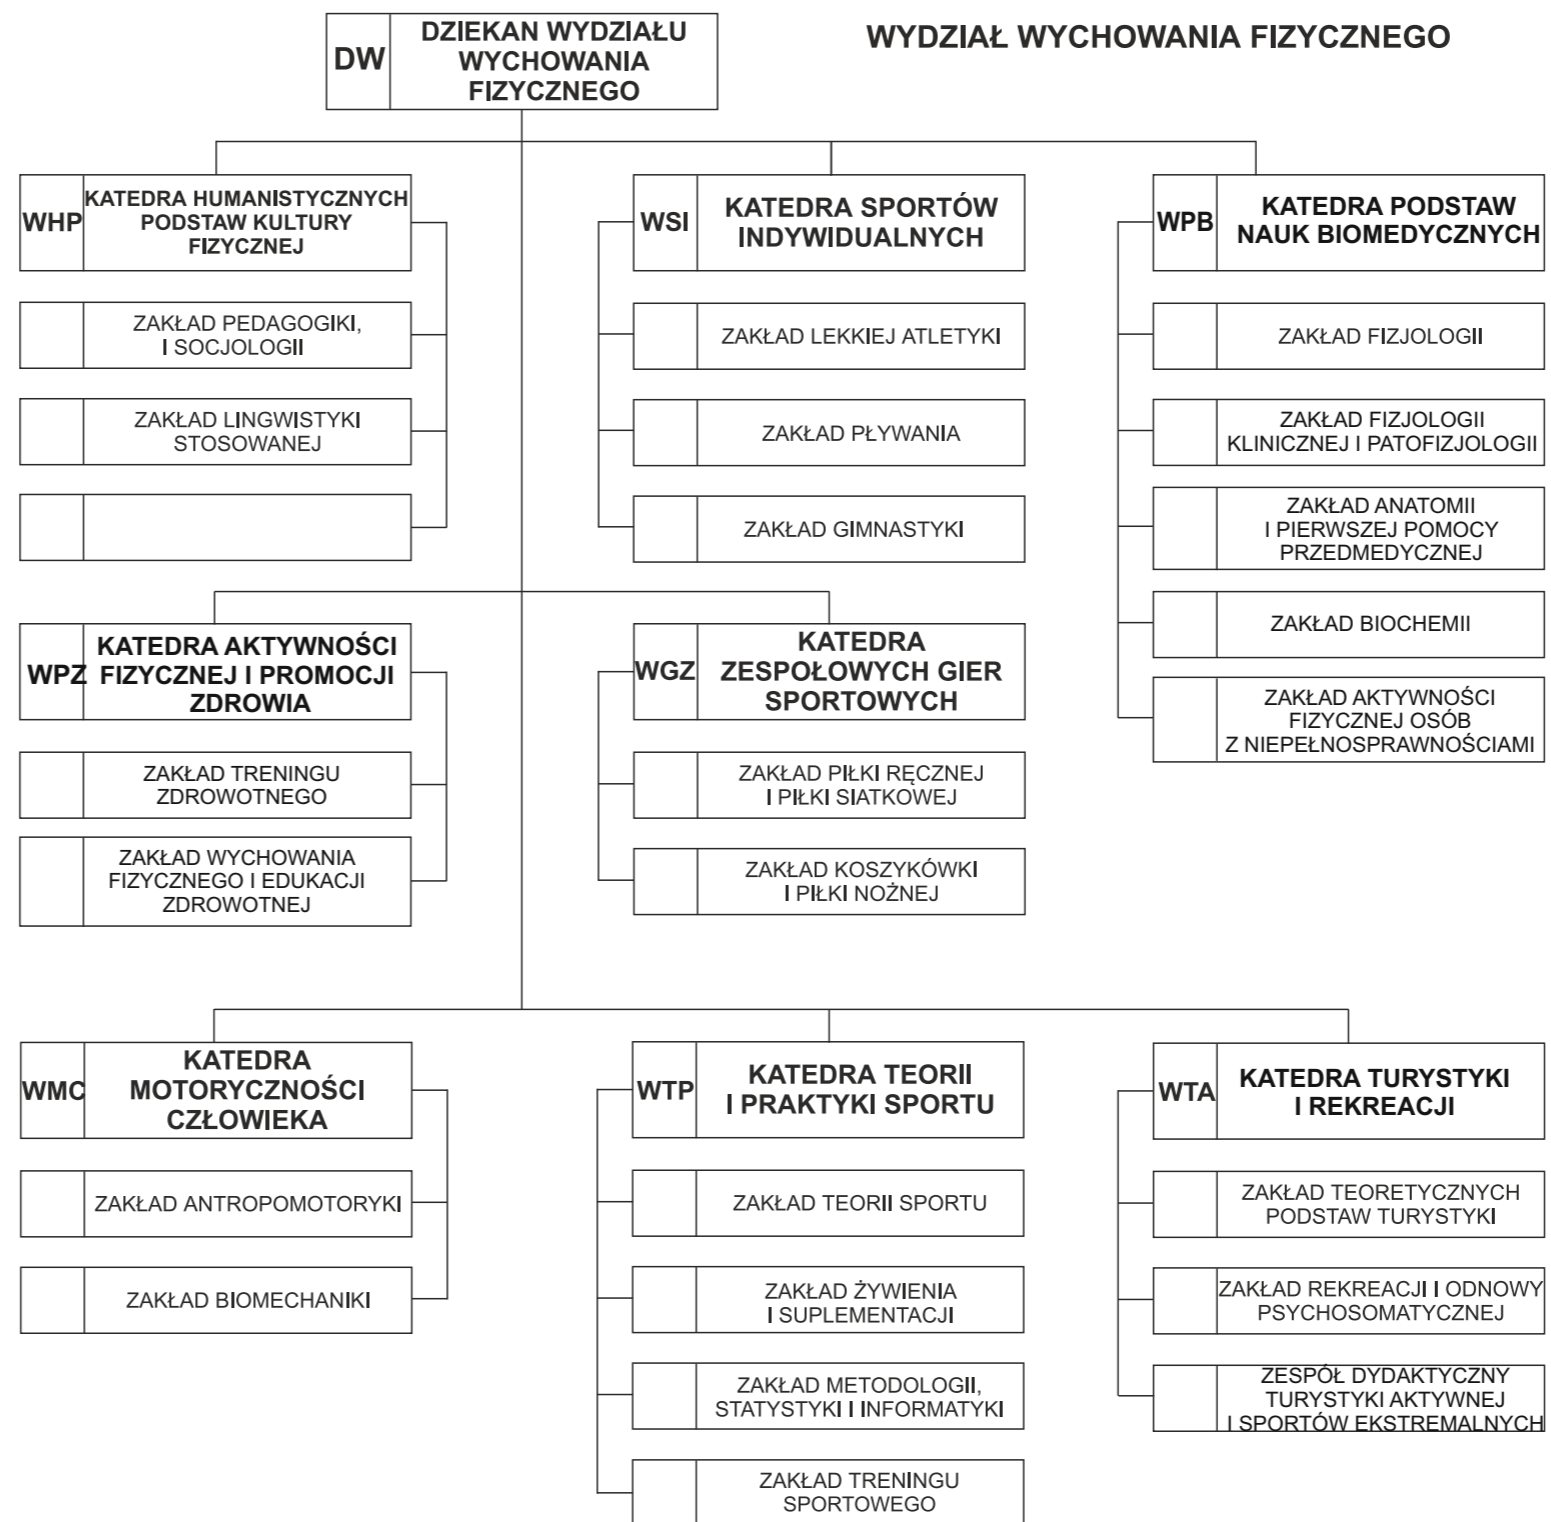 WYDZIAŁ WYCHOWANIA FIZYCZNEGO
DW
DZIEKAN WYDZIAŁU
WYCHOWANIA
FIZYCZNEGO
WHP
KATEDRA HUMANISTYCZNYCH
PODSTAW KULTURY
FIZYCZNEJ
ZAKŁAD PEDAGOGIKI,
I SOCJOLOGII
ZAKŁAD LINGWISTYKI
STOSOWANEJ
WSI
KATEDRA SPORTÓW
INDYWIDUALNYCH
ZAKŁAD LEKKIEJ ATLETYKI
ZAKŁAD PŁYWANIA
ZAKŁAD GIMNASTYKI
WPB
KATEDRA PODSTAW
NAUK BIOMEDYCZNYCH
ZAKŁAD FIZJOLOGII
ZAKŁAD FIZJOLOGII
KLINICZNEJ I PATOFIZJOLOGII
ZAKŁAD ANATOMII
I PIERWSZEJ POMOCY
PRZEDMEDYCZNEJ
ZAKŁAD BIOCHEMII
ZAKŁAD AKTYWNOŚCI
FIZYCZNEJ OSÓB
Z NIEPEŁNOSPRAWNOŚCIAMI
WPZ
KATEDRA AKTYWNOŚCI
FIZYCZNEJ I PROMOCJI
ZDROWIA
ZAKŁAD TRENINGU
ZDROWOTNEGO
ZAKŁAD WYCHOWANIA
FIZYCZNEGO I EDUKACJI
ZDROWOTNEJ
WGZ
KATEDRA
ZESPOŁOWYCH GIER
SPORTOWYCH
ZAKŁAD PIŁKI RĘCZNEJ
I PIŁKI SIATKOWEJ
ZAKŁAD KOSZYKÓWKI
I PIŁKI NOŻNEJ
WMC
KATEDRA
MOTORYCZNOŚCI
CZŁOWIEKA
ZAKŁAD ANTROPOMOTORYKI
ZAKŁAD BIOMECHANIKI
WTP
KATEDRA TEORII
I PRAKTYKI SPORTU
ZAKŁAD TEORII SPORTU
ZAKŁAD ŻYWIENIA
I SUPLEMENTACJI
ZAKŁAD METODOLOGII,
STATYSTYKI I INFORMATYKI
ZAKŁAD TRENINGU
SPORTOWEGO
WTA
KATEDRA TURYSTYKI
I REKREACJI
ZAKŁAD TEORETYCZNYCH
PODSTAW TURYSTYKI
ZAKŁAD REKREACJI I ODNOWY
PSYCHOSOMATYCZNEJ
ZESPÓŁ DYDAKTYCZNY
TURYSTYKI AKTYWNEJ
I SPORTÓW EKSTREMALNYCH